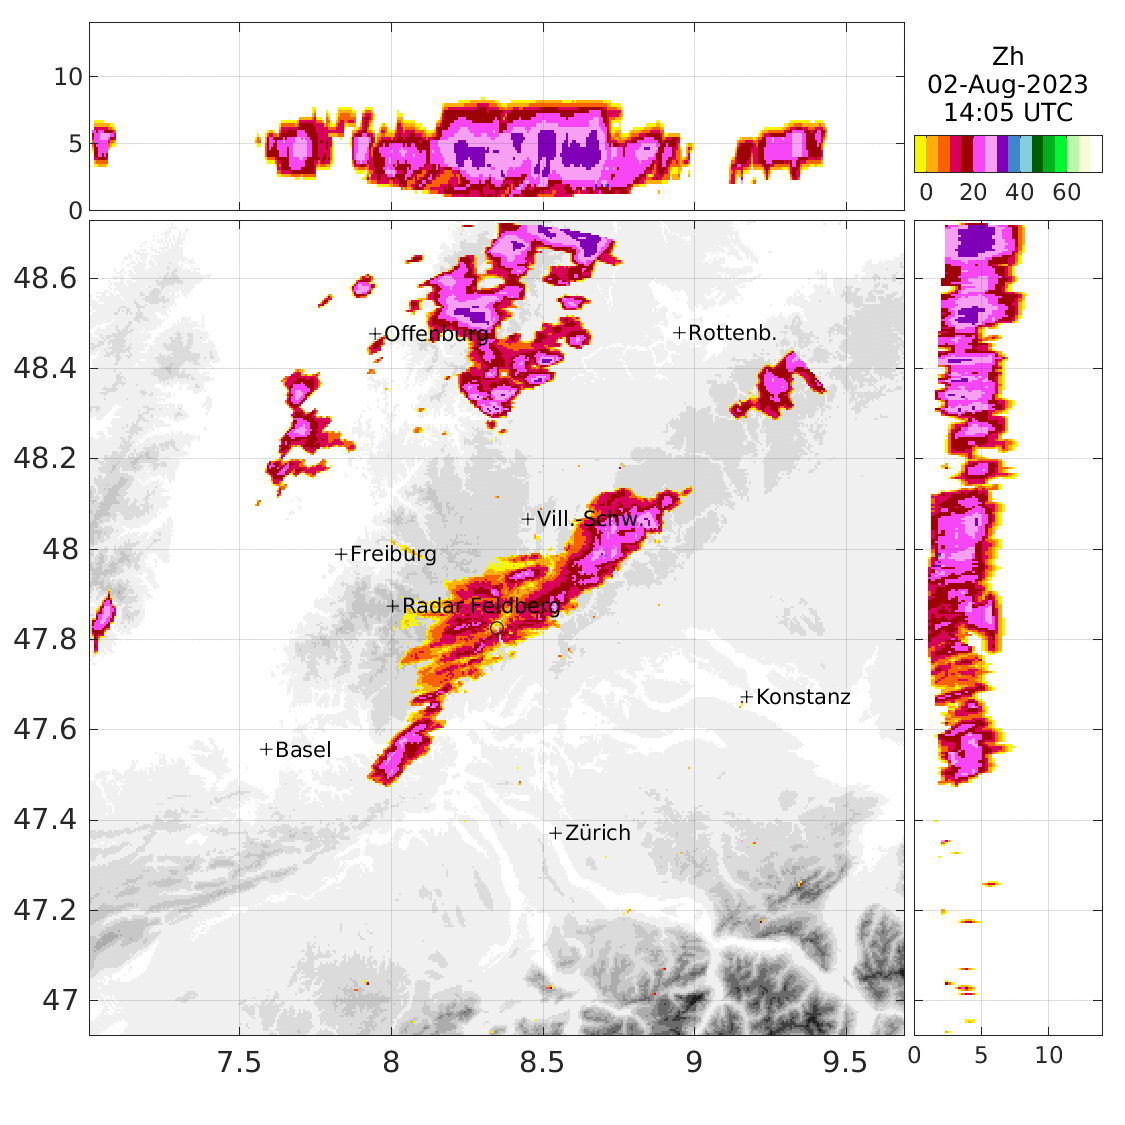 Zh
02-Aug-2023
14:05 UTC
0 20 40 60
10
5
0
48.6
48.4
48.2
48
47.8
47.6
47.4
47.2
47
Offenburg
Rottenb.
Vill.-Schw.
Freiburg
Radar Feldberg
Konstanz
Basel
Zürich
7.5 8 8.5 9 9.5
0 5 10